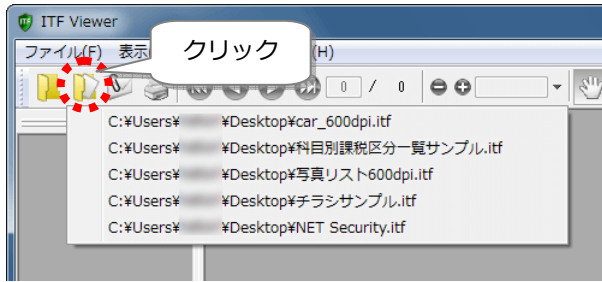 ITF Viewer
ファイル(F) 表示 (H)
クリック
0 / 0
C:¥Users¥ ¥Desktop¥car_600dpi.itf
C:¥Users¥ ¥Desktop¥科目別課税区分一覧サンプル.itf
C:¥Users¥ ¥Desktop¥写真リスト600dpi.itf
C:¥Users¥ ¥Desktop¥チラシサンプル.itf
C:¥Users¥ ¥Desktop¥NET Security.itf